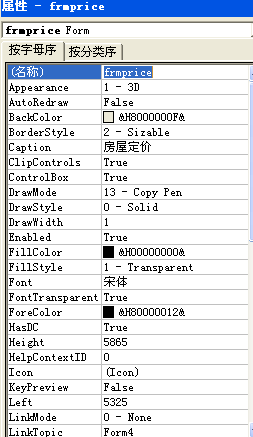 属性 - frmprice
frmprice Form
按字母序 按分类序
(名称) frmprice
Appearance 1 - 3D
AutoRedraw False
BackColor &H8000000F&
BorderStyle 2 - Sizable
Caption 房屋定价
ClipControls True
ControlBox True
DrawMode 13 - Copy Pen
DrawStyle 0 - Solid
DrawWidth 1
Enabled True
FillColor &H00000000&
FillStyle 1 - Transparent
Font 宋体
FontTransparent True
ForeColor &H80000012&
HasDC True
Height 5865
HelpContextID 0
Icon (Icon)
KeyPreview False
Left 5325
LinkMode 0 - None
LinkTopic Form4